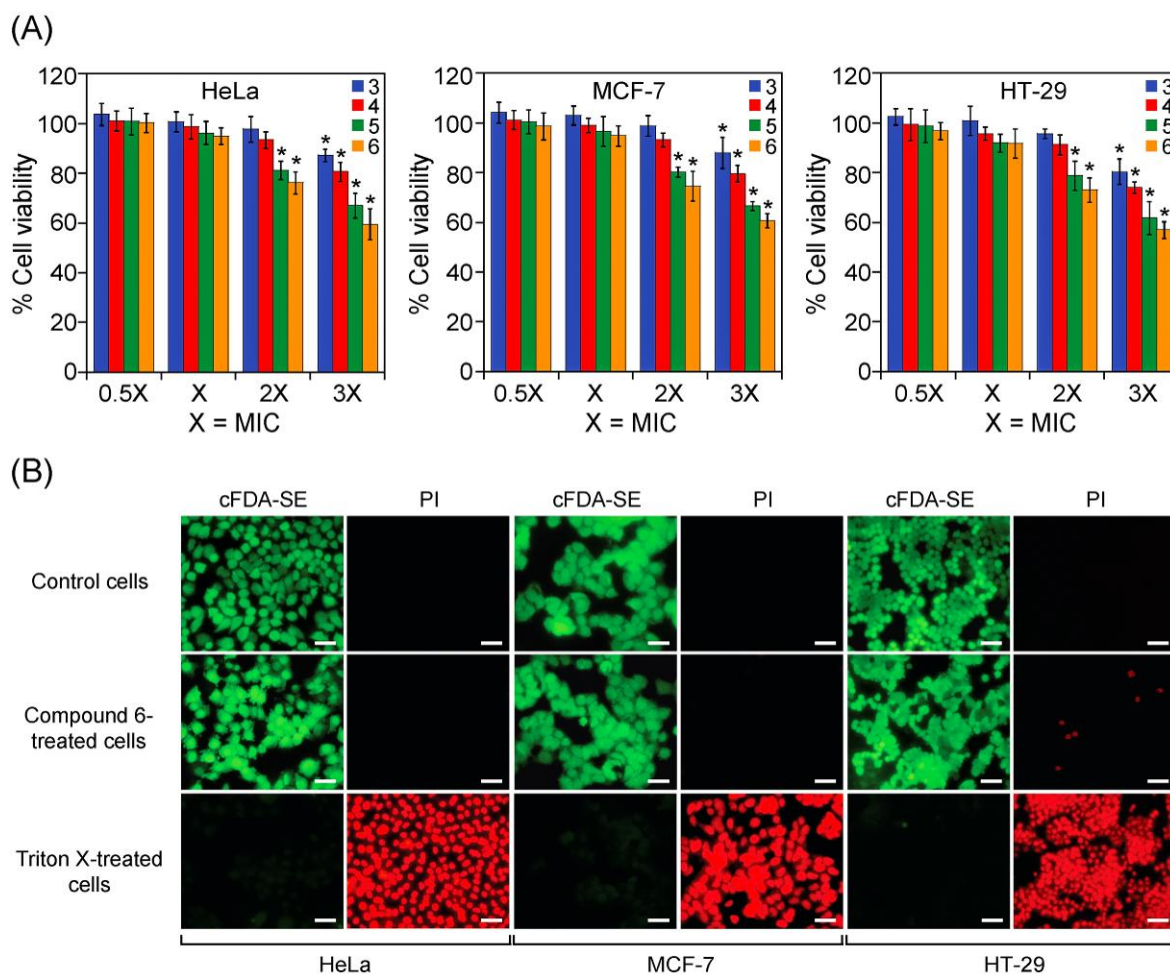 (A)
HeLa
3
4
5
6
% Cell viability
120
100
80
60
40
20
0
* * * * * *
0.5X X 2X 3X
X = MIC
MCF-7
3
4
5
6
% Cell viability
120
100
80
60
40
20
0
* * * * * *
0.5X X 2X 3X
X = MIC
HT-29
3
4
5
6
% Cell viability
120
100
80
60
40
20
0
* * * * * *
0.5X X 2X 3X
X = MIC
(B)
cFDA-SE PI cFDA-SE PI cFDA-SE PI
Control cells
Compound 6-
treated cells
Triton X-treated
cells
HeLa MCF-7 HT-29